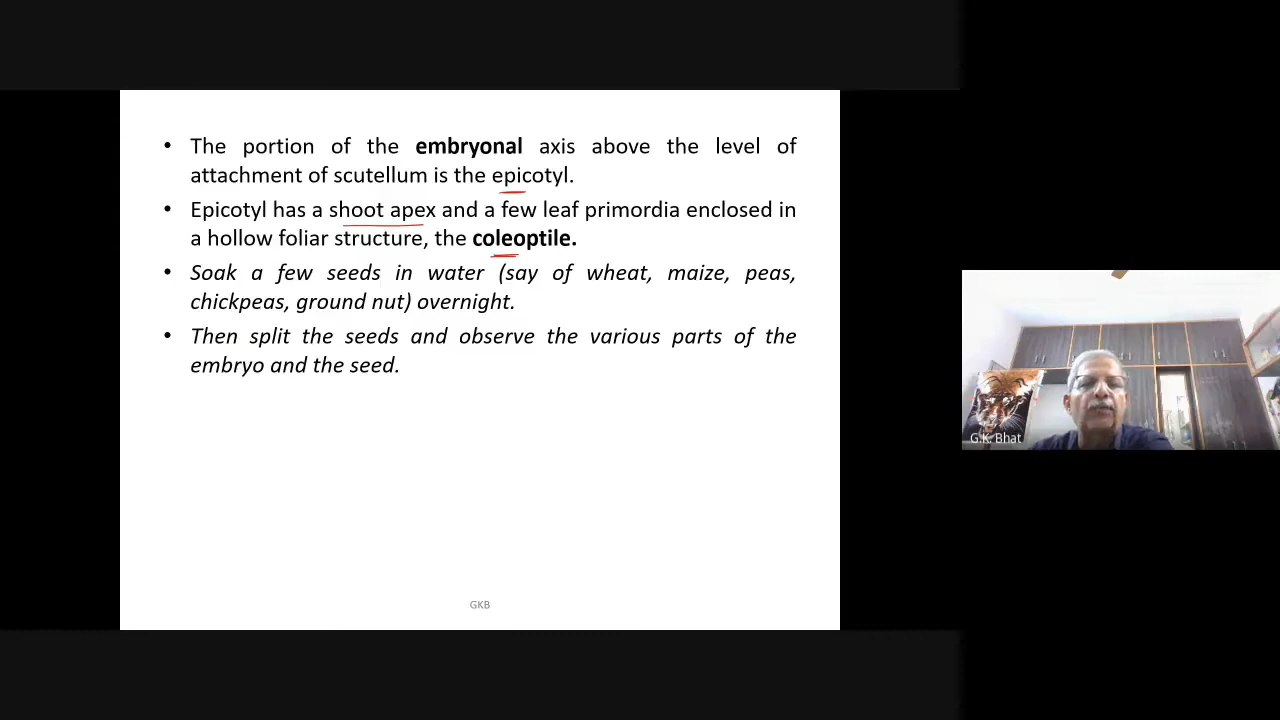 • The portion of the embryonal axis above the level of
attachment of scutellum is the epicotyl.
• Epicotyl has a shoot apex and a few leaf primordia enclosed in
a hollow foliar structure, the coleoptile.
• Soak a few seeds in water (say of wheat, maize, peas,
chickpeas, ground nut) overnight.
• Then split the seeds and observe the various parts of the
embryo and the seed.
GKB
G.K. Bhat